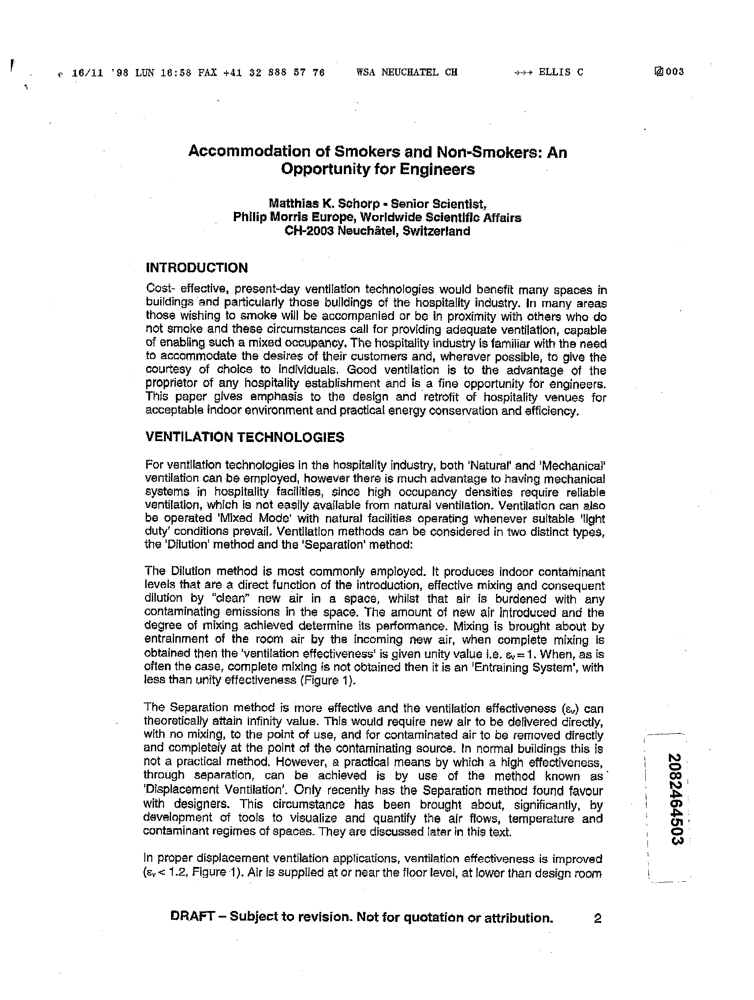 16/11 '98 LUN 16:58 FAX +41 32 888 57 76 WSA NEUCHATEL CH →→→ ELLIS C 003
Accommodation of Smokers and Non-Smokers: An
Opportunity for Engineers
Matthias K. Schorp - Senior Scientist,
Philip Morris Europe, Worldwide Scientific Affairs
CH-2003 Neuchâtel, Switzerland
INTRODUCTION
Cost- effective, present-day ventilation technologies would benefit many spaces in
buildings and particularly those buildings of the hospitality industry. In many areas
those wishing to smoke will be accompanied or be in proximity with others who do
not smoke and these circumstances call for providing adequate ventilation, capable
of enabling such a mixed occupancy. The hospitality industry is familiar with the need
to accommodate the desires of their customers and, wherever possible, to give the
courtesy of choice to individuals. Good ventilation is to the advantage of the
proprietor of any hospitality establishment and is a fine opportunity for engineers.
This paper gives emphasis to the design and retrofit of hospitality venues for
acceptable indoor environment and practical energy conservation and efficiency.
VENTILATION TECHNOLOGIES
For ventilation technologies in the hospitality industry, both 'Natural' and 'Mechanical'
ventilation can be employed, however there is much advantage to having mechanical
systems in hospitality facilities, since high occupancy densities require reliable
ventilation, which is not easily available from natural ventilation. Ventilation can also
be operated 'Mixed Mode' with natural facilities operating whenever suitable 'light
duty' conditions prevail. Ventilation methods can be considered in two distinct types,
the 'Dilution' method and the 'Separation' method:
The Dilution method is most commonly employed. It produces indoor contaminant
levels that are a direct function of the introduction, effective mixing and consequent
dilution by "clean" new air in a space, whilst that air is burdened with any
contaminating emissions in the space. The amount of new air introduced and the
degree of mixing achieved determine its performance. Mixing is brought about by
entrainment of the room air by the incoming new air, when complete mixing is
obtained then the 'ventilation effectiveness' is given unity value i.e. εᵥ= 1. When, as is
often the case, complete mixing is not obtained then it is an 'Entraining System', with
less than unity effectiveness (Figure 1).
The Separation method is more effective and the ventilation effectiveness (εᵥ) can
theoretically attain infinity value. This would require new air to be delivered directly,
with no mixing, to the point of use, and for contaminated air to be removed directly
and completely at the point of the contaminating source. In normal buildings this is
not a practical method. However, a practical means by which a high effectiveness,
through separation, can be achieved is by use of the method known as
'Displacement Ventilation'. Only recently has the Separation method found favour
with designers. This circumstance has been brought about, significantly, by
development of tools to visualize and quantify the air flows, temperature and
contaminant regimes of spaces. They are discussed later in this text.
In proper displacement ventilation applications, ventilation effectiveness is improved
(εᵥ< 1.2, Figure 1). Air is supplied at or near the floor level, at lower than design room
DRAFT – Subject to revision. Not for quotation or attribution. 2
2082464503